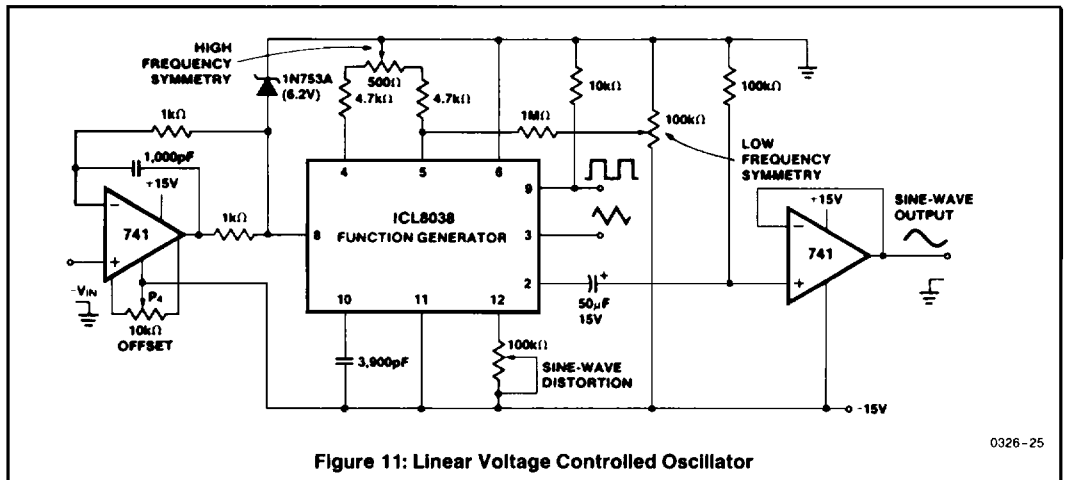 HIGH
FREQUENCY
SYMMETRY
500Ω
1N753A
(6.2V)
4.7kΩ
4.7kΩ
10kΩ
100kΩ
1kΩ
1MΩ
100kΩ
1,000pF
LOW
FREQUENCY
SYMMETRY
+15V
4
5
6
9
-
741
+
1kΩ
8
ICL8038
FUNCTION GENERATOR
3
+15V
-
741
+
SINE-WAVE
OUTPUT
2
+
50µF
15V
-VIN
P4
10kΩ
OFFSET
10
11
12
3,900pF
100kΩ
SINE-WAVE
DISTORTION
-15V
0326-25
Figure 11: Linear Voltage Controlled Oscillator